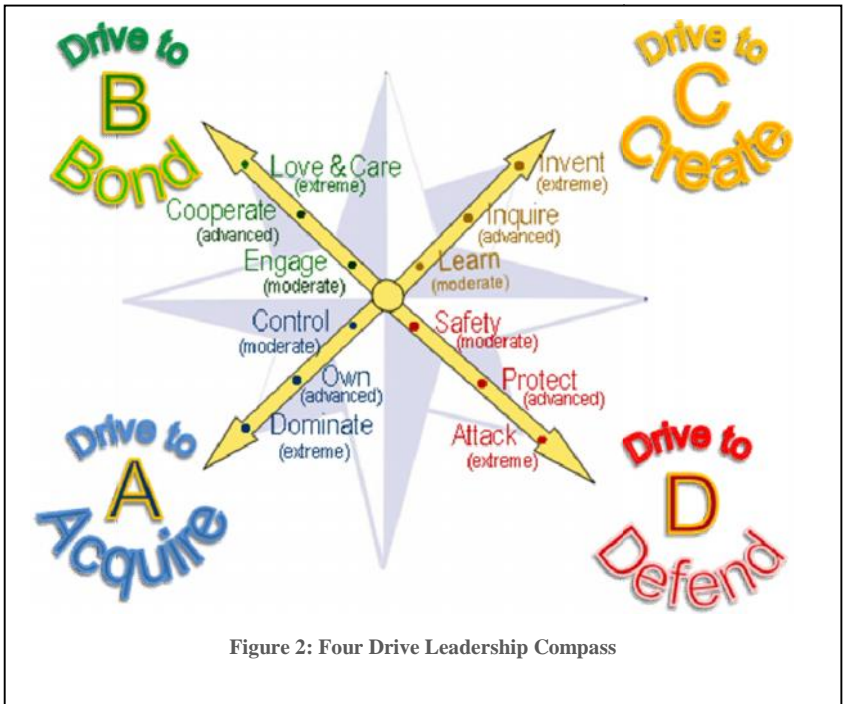 Drive to
B
Bond
Drive to
C
Create
Love & Care
(extreme)
Cooperate
(advanced)
Engage
(moderate)
Invent
(extreme)
Inquire
(advanced)
Learn
(moderate)
Control
(moderate)
Own
(advanced)
Dominate
(extreme)
Safety
(moderate)
Protect
(advanced)
Attack
(extreme)
Drive to
A
Acquire
Drive to
D
Defend
Figure 2: Four Drive Leadership Compass